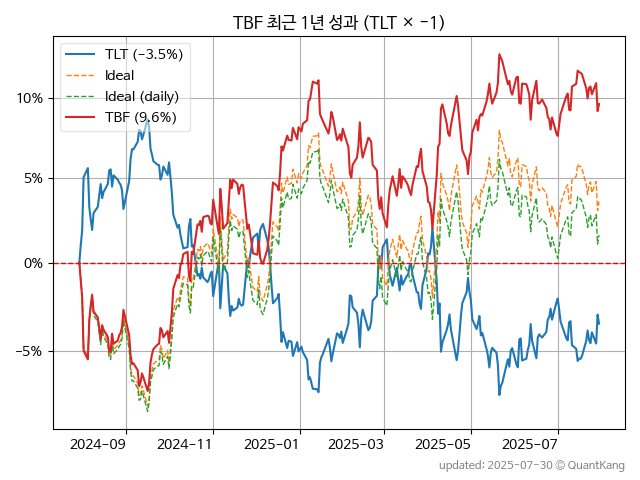 TBF 최근 1년 성과 (TLT × -1)
TLT (-3.5%)
Ideal
Ideal (daily)
TBF (9.6%)
10%
5%
0%
-5%
2024-09
2024-11
2025-01
2025-03
2025-05
2025-07
updated: 2025-07-30 © QuantKang